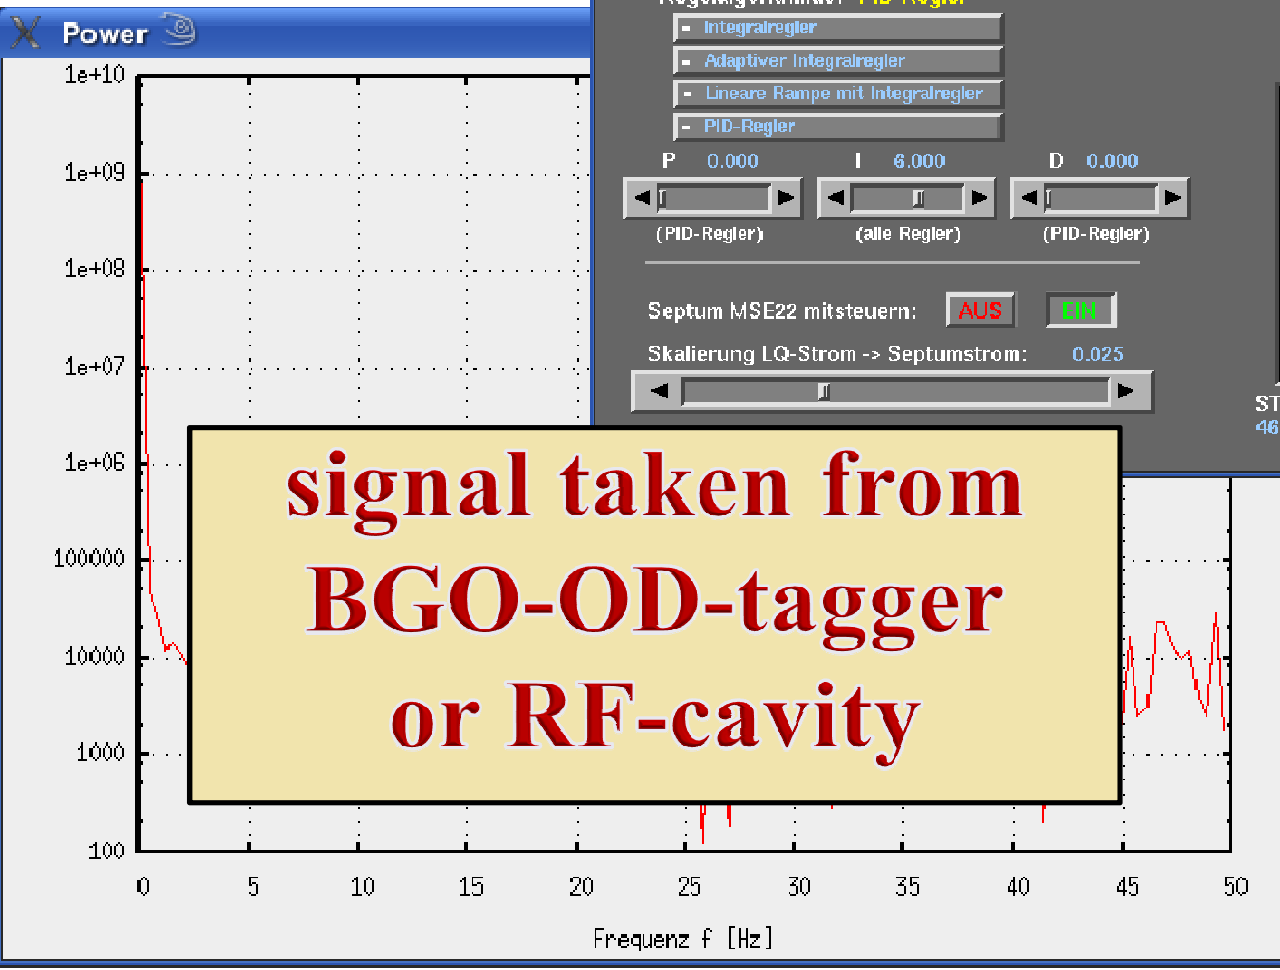 Power
Regelalgorithmus: PID-Regler
Integralregler
Adaptiver Integralregler
Lineare Rampe mit Integralregler
PID-Regler
P 0.000 I 6.000 D 0.000
(PID-Regler) (alle Regler) (PID-Regler)
Septum MSE22 mitsteuern: AUS EIN
Skalierung LQ-Strom -> Septumstrom: 0.025
ST
46
1e+10
1e+09
1e+08
1e+07
1e+06
100000
10000
1000
100
signal taken from
BGO-OD-tagger
or RF-cavity
0 5 10 15 20 25 30 35 40 45 50
Frequenz f [Hz]